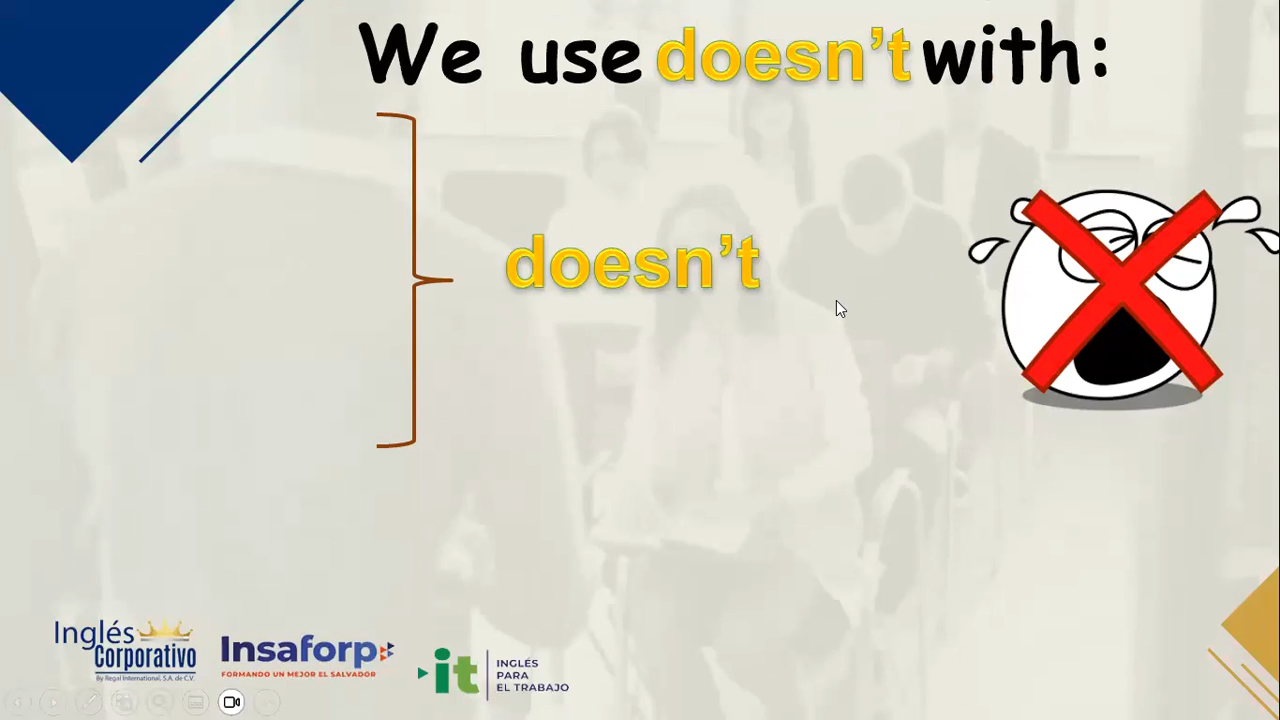 We use doesn't with:
doesn't
Inglés
Corporativo
By Regal International, S.A. de C.V.
Insaforp
FORMANDO UN MEJOR EL SALVADOR
it
INGLÉS
PARA
EL TRABAJO